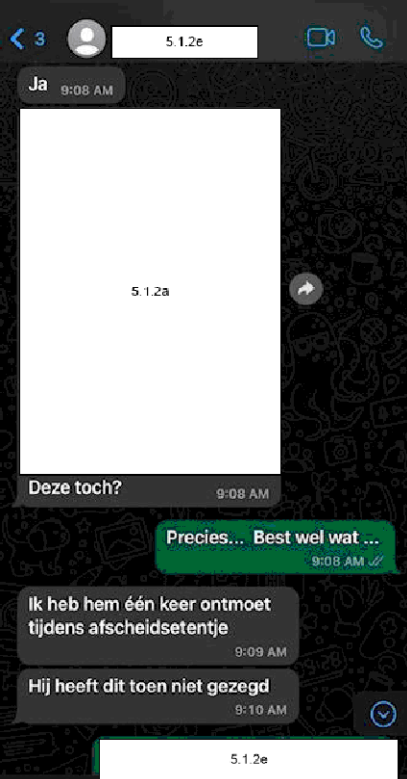 3
5.1.2e
Ja 9:08 AM
5.1.2a
Deze toch? 9:08 AM
Precies... Best wel wat ...
9:08 AM
Ik heb hem één keer ontmoet
tijdens afscheidsetentje
9:09 AM
Hij heeft dit toen niet gezegd
9:10 AM
5.1.2e